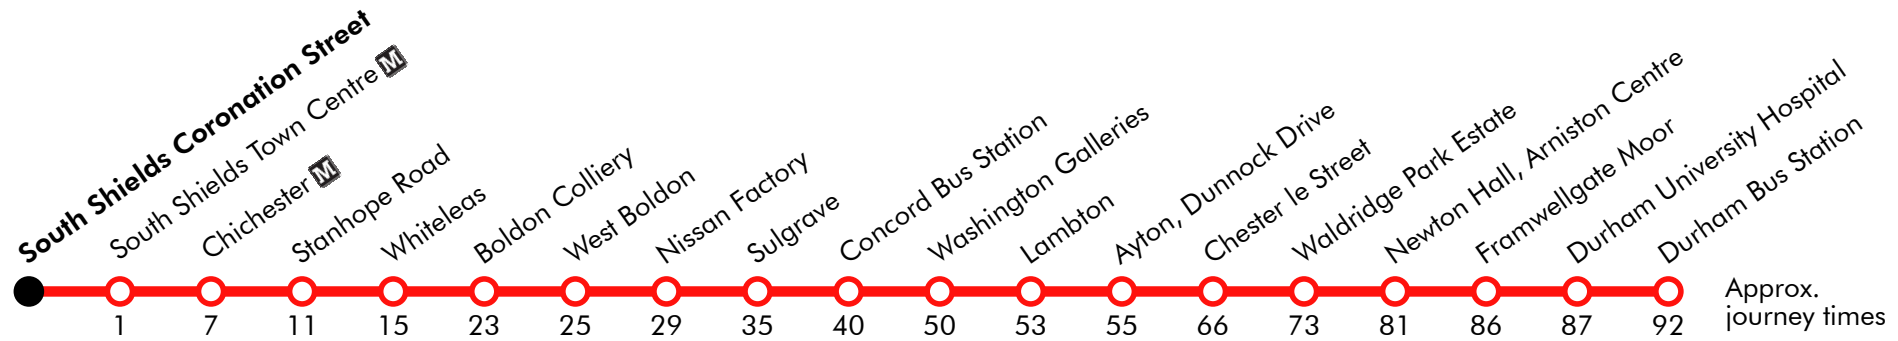 South Shields Coronation Street
South Shields Town Centre M
Chichester M
Stanhope Road
Whiteleas
Boldon Colliery
West Boldon
Nissan Factory
Sulgrave
Concord Bus Station
Washington Galleries
Lambton
Ayton, Dunnock Drive
Chester le Street
Waldridge Park Estate
Newton Hall, Arniston Centre
Framwellgate Moor
Durham University Hospital
Durham Bus Station
1 7 11 15 23 25 29 35 40 50 53 55 66 73 81 86 87 92
Approx.
journey times